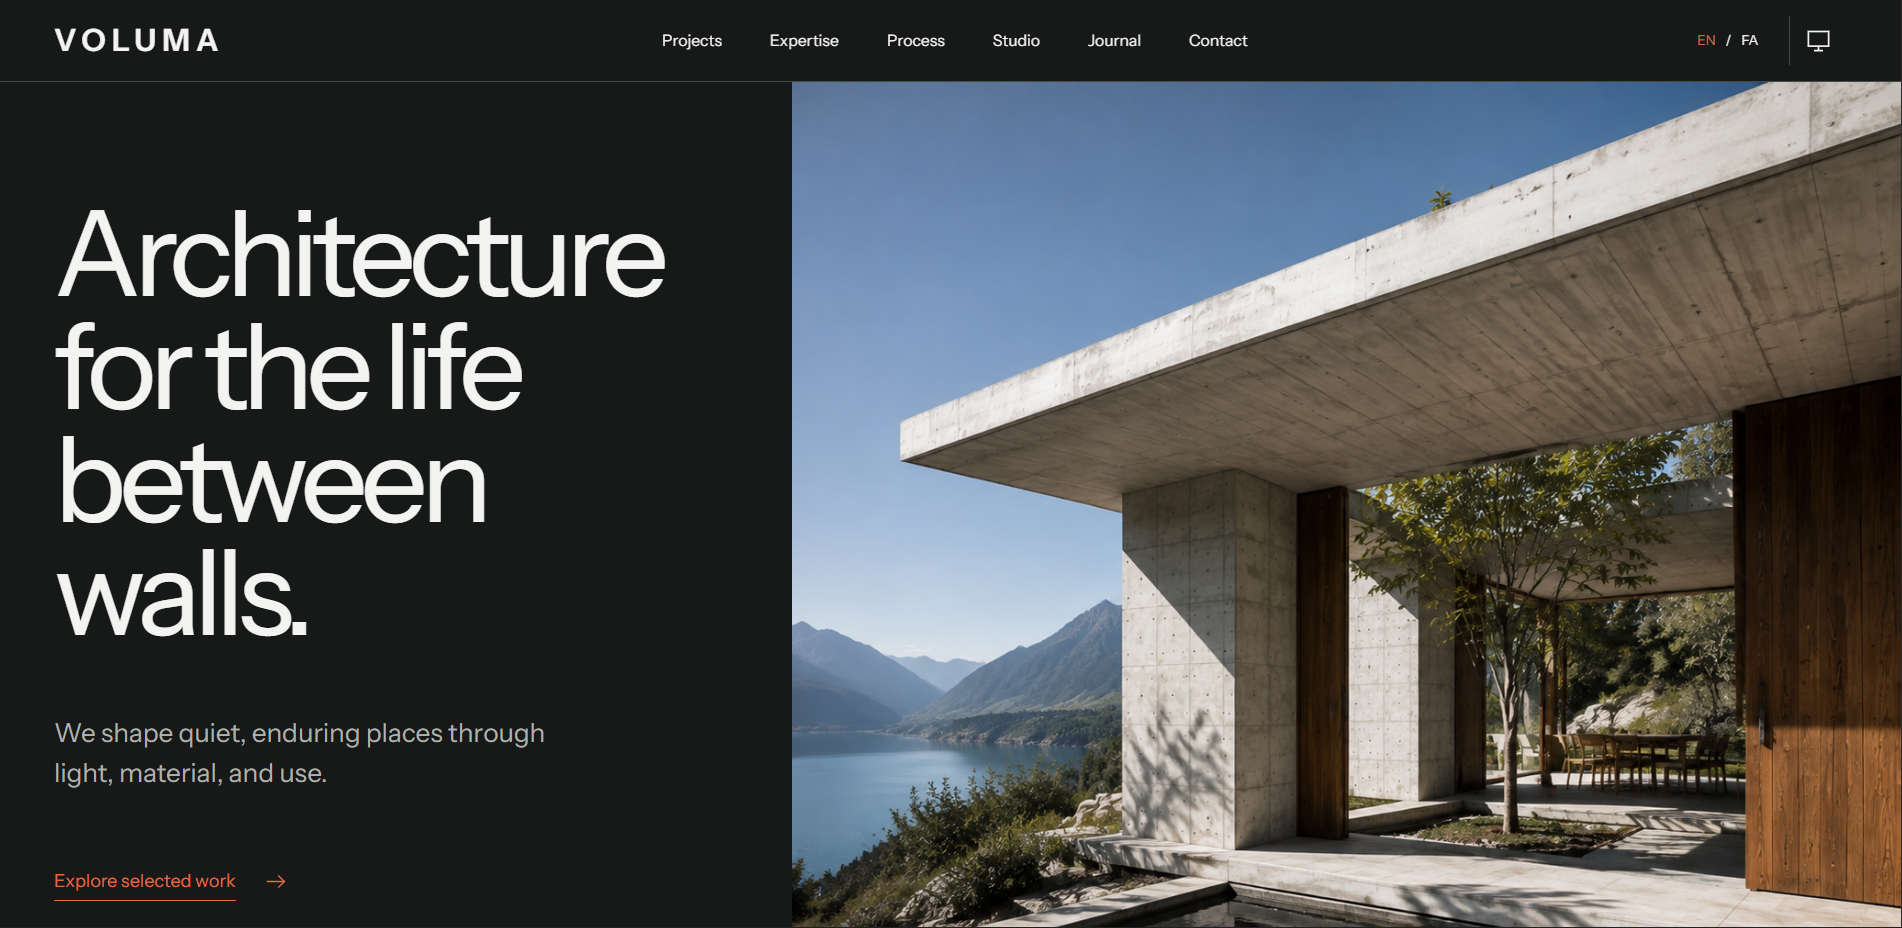 VOLUMA
Projects
Expertise
Process
Studio
Journal
Contact
EN / FA
Architecture
for the life
between
walls.
We shape quiet, enduring places through
light, material, and use.
Explore selected work →